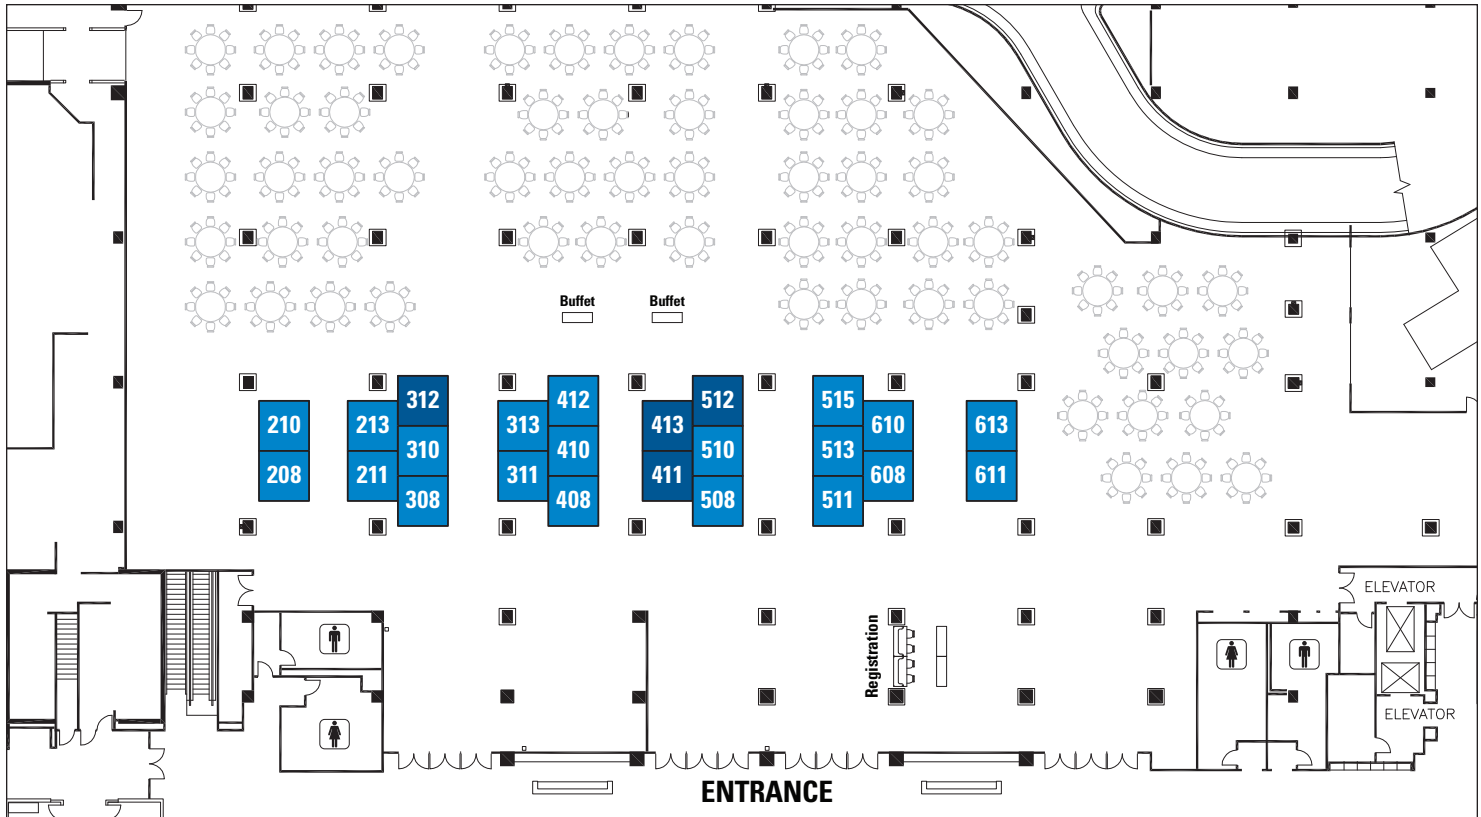 Buffet Buffet
312 412 512 515
210 213 313 413 610 613
310 410 510 513
208 211 311 411 608 611
308 408 508 511
ELEVATOR
Registration
ELEVATOR
ENTRANCE